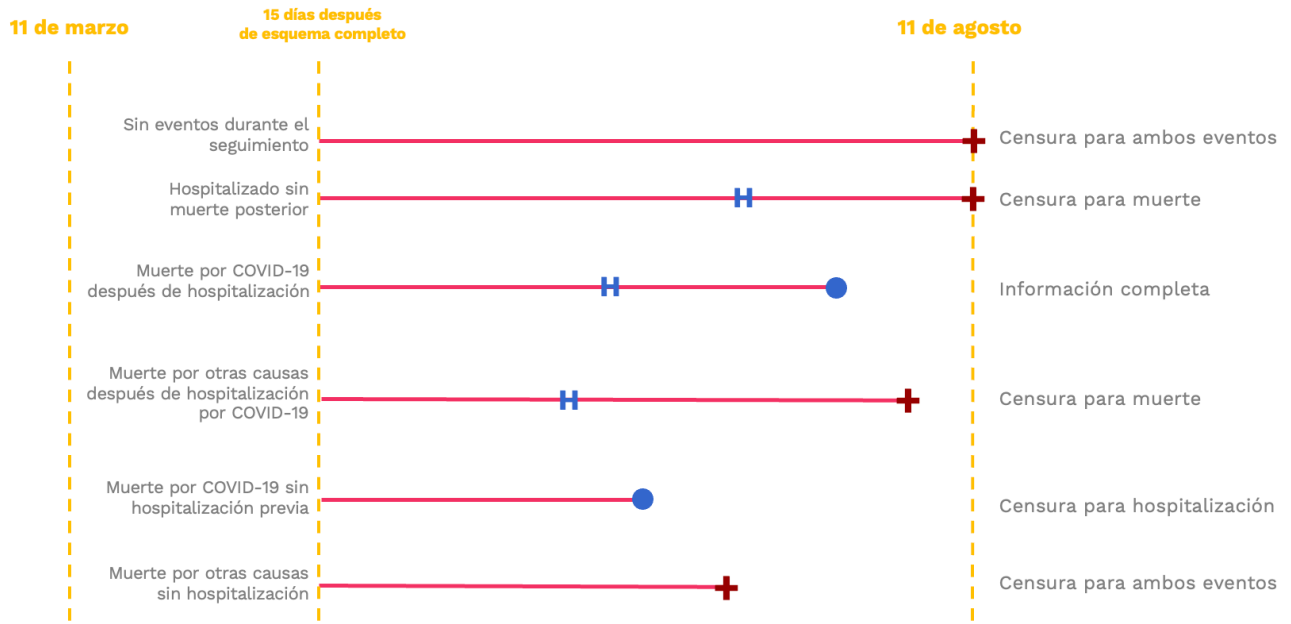 11 de marzo
15 días después
de esquema completo
11 de agosto
Sin eventos durante el
seguimiento
Censura para ambos eventos
Hospitalizado sin
muerte posterior
H
Censura para muerte
Muerte por COVID-19
después de hospitalización
H
Información completa
Muerte por otras causas
después de hospitalización
por COVID-19
H
Censura para muerte
Muerte por COVID-19 sin
hospitalización previa
Censura para hospitalización
Muerte por otras causas
sin hospitalización
Censura para ambos eventos